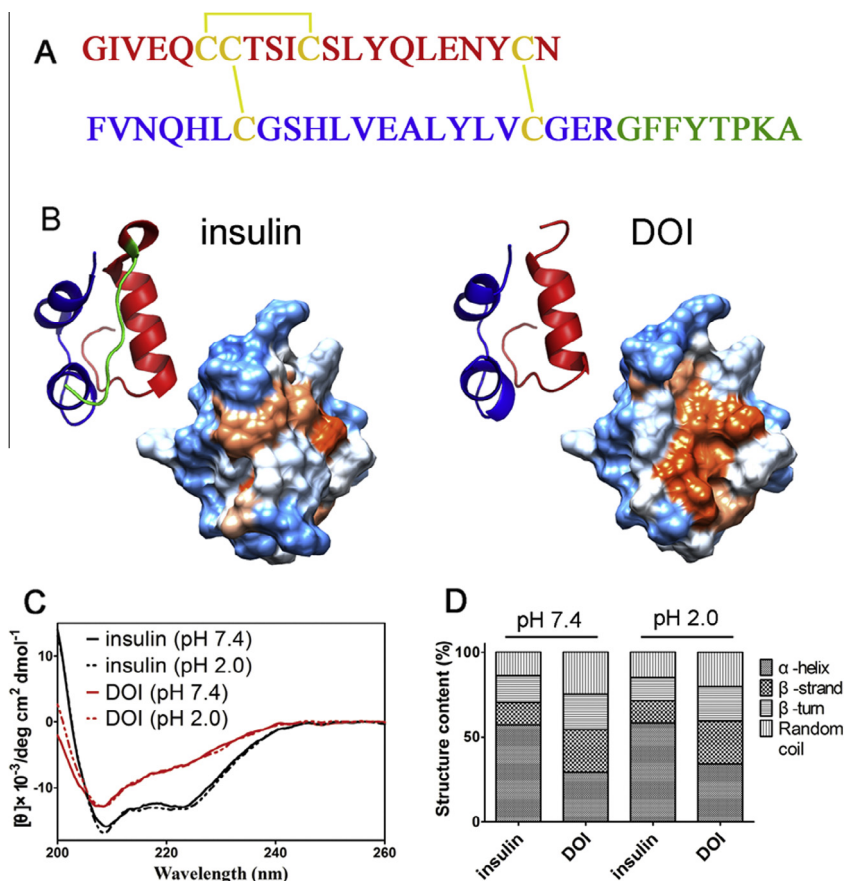 A
GIVEQCCTSICSLYQLENYCN
FVNQHLCGSHLVEALYLVCGERGFFYTPKA
B
insulin
DOI
C
insulin (pH 7.4)
insulin (pH 2.0)
DOI (pH 7.4)
DOI (pH 2.0)
[θ]× 10⁻³/deg cm² dmol⁻¹
10
0
-10
200
220
240
260
Wavelength (nm)
D
pH 7.4
pH 2.0
Structure content (%)
100
50
0
insulin
DOI
insulin
DOI
α-helix
β-strand
β-turn
Random
coil